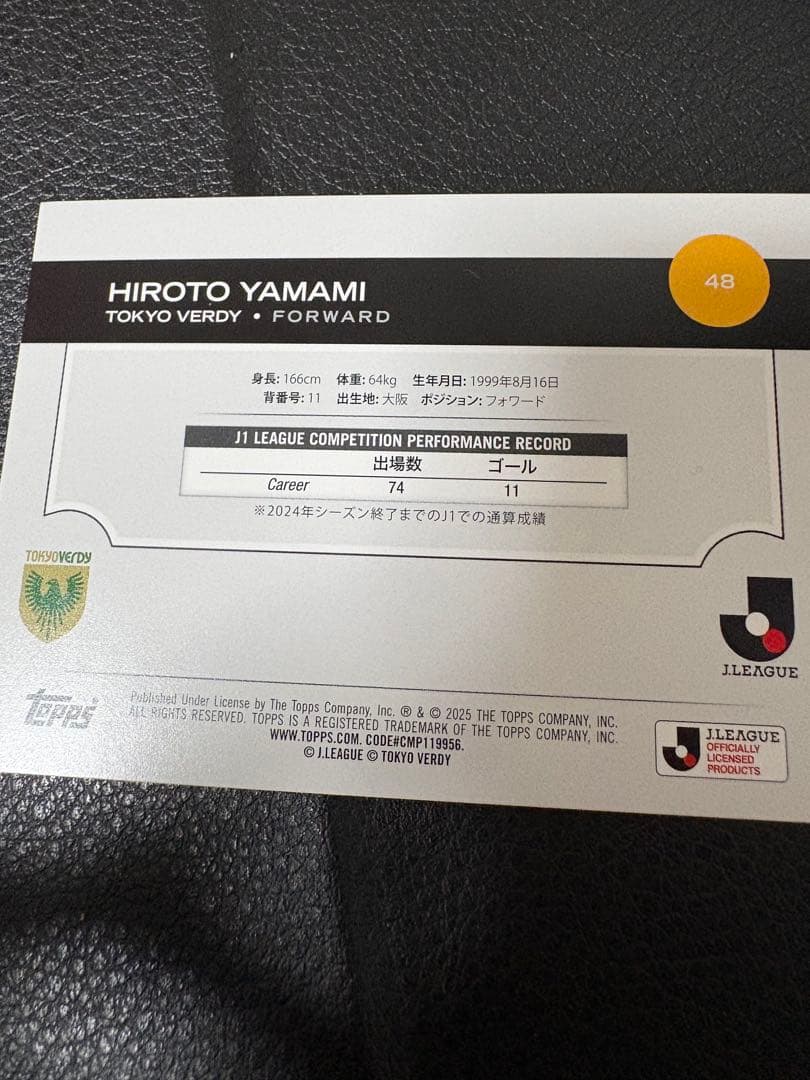 HIROTO YAMAMI
TOKYO VERDY • FORWARD
48
身長: 166cm 体重: 64kg 生年月日: 1999年8月16日
背番号: 11 出生地: 大阪 ポジション: フォワード
J1 LEAGUE COMPETITION PERFORMANCE RECORD
出場数 ゴール
Career 74 11
※2024年シーズン終了までのJ1での通算成績
TOKYOVERDY
J.LEAGUE
Topps
Published Under License by The Topps Company, Inc. ® & © 2025 THE TOPPS COMPANY, INC.
ALL RIGHTS RESERVED. TOPPS IS A REGISTERED TRADEMARK OF THE TOPPS COMPANY, INC.
WWW.TOPPS.COM. CODE#CMP119956.
© J.LEAGUE © TOKYO VERDY
J.LEAGUE
OFFICIALLY
LICENSED
PRODUCTS